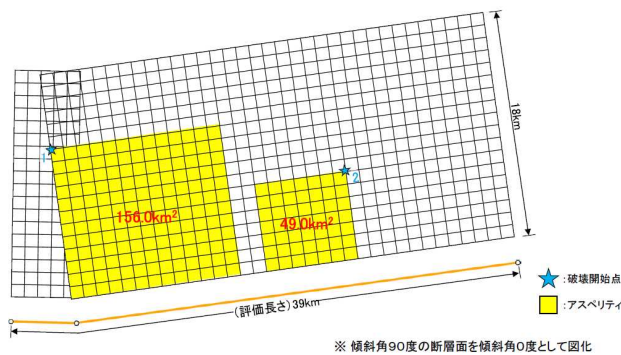 18km
1
2
156.0km²
49.0km²
(評価長さ)39km
:破壊開始点
:アスペリティ
※ 傾斜角90度の断層面を傾斜角0度として図化